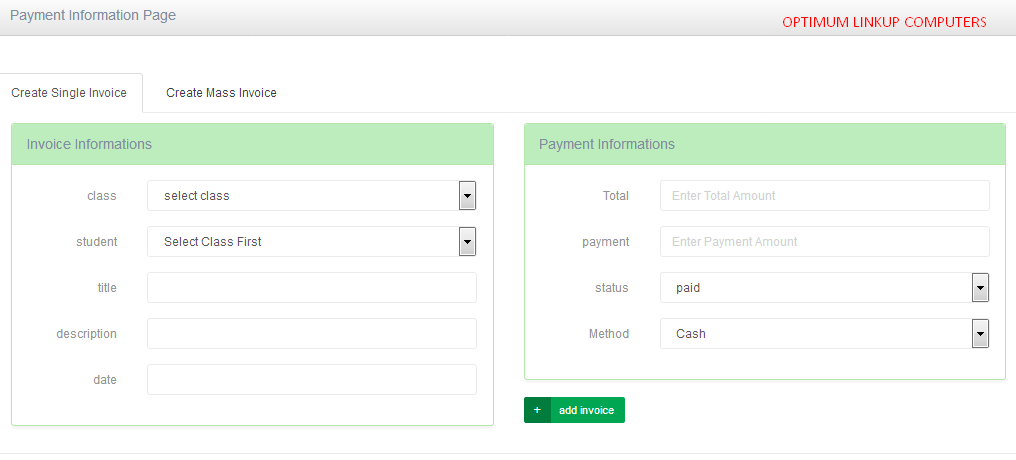 Payment Information Page
OPTIMUM LINKUP COMPUTERS
Create Single Invoice
Create Mass Invoice
Invoice Informations
class
select class
student
Select Class First
title
description
date
Payment Informations
Total
Enter Total Amount
payment
Enter Payment Amount
status
paid
Method
Cash
+ add invoice